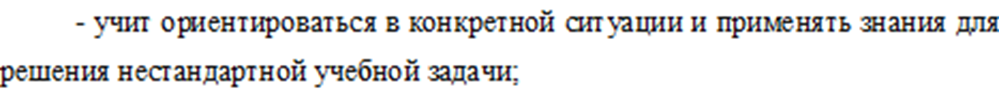 - учит ориентироваться в конкретной ситуации и применять знания для
решения нестандартной учебной задачи;